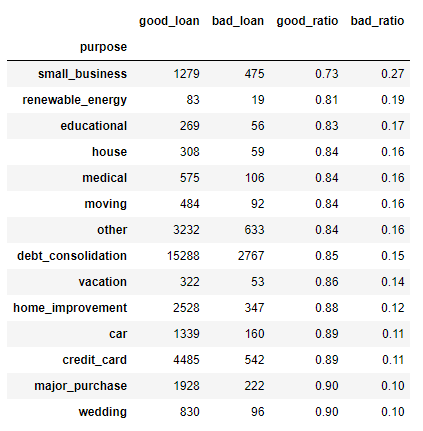 good_loan bad_loan good_ratio bad_ratio
purpose
small_business 1279 475 0.73 0.27
renewable_energy 83 19 0.81 0.19
educational 269 56 0.83 0.17
house 308 59 0.84 0.16
medical 575 106 0.84 0.16
moving 484 92 0.84 0.16
other 3232 633 0.84 0.16
debt_consolidation 15288 2767 0.85 0.15
vacation 322 53 0.86 0.14
home_improvement 2528 347 0.88 0.12
car 1339 160 0.89 0.11
credit_card 4485 542 0.89 0.11
major_purchase 1928 222 0.90 0.10
wedding 830 96 0.90 0.10